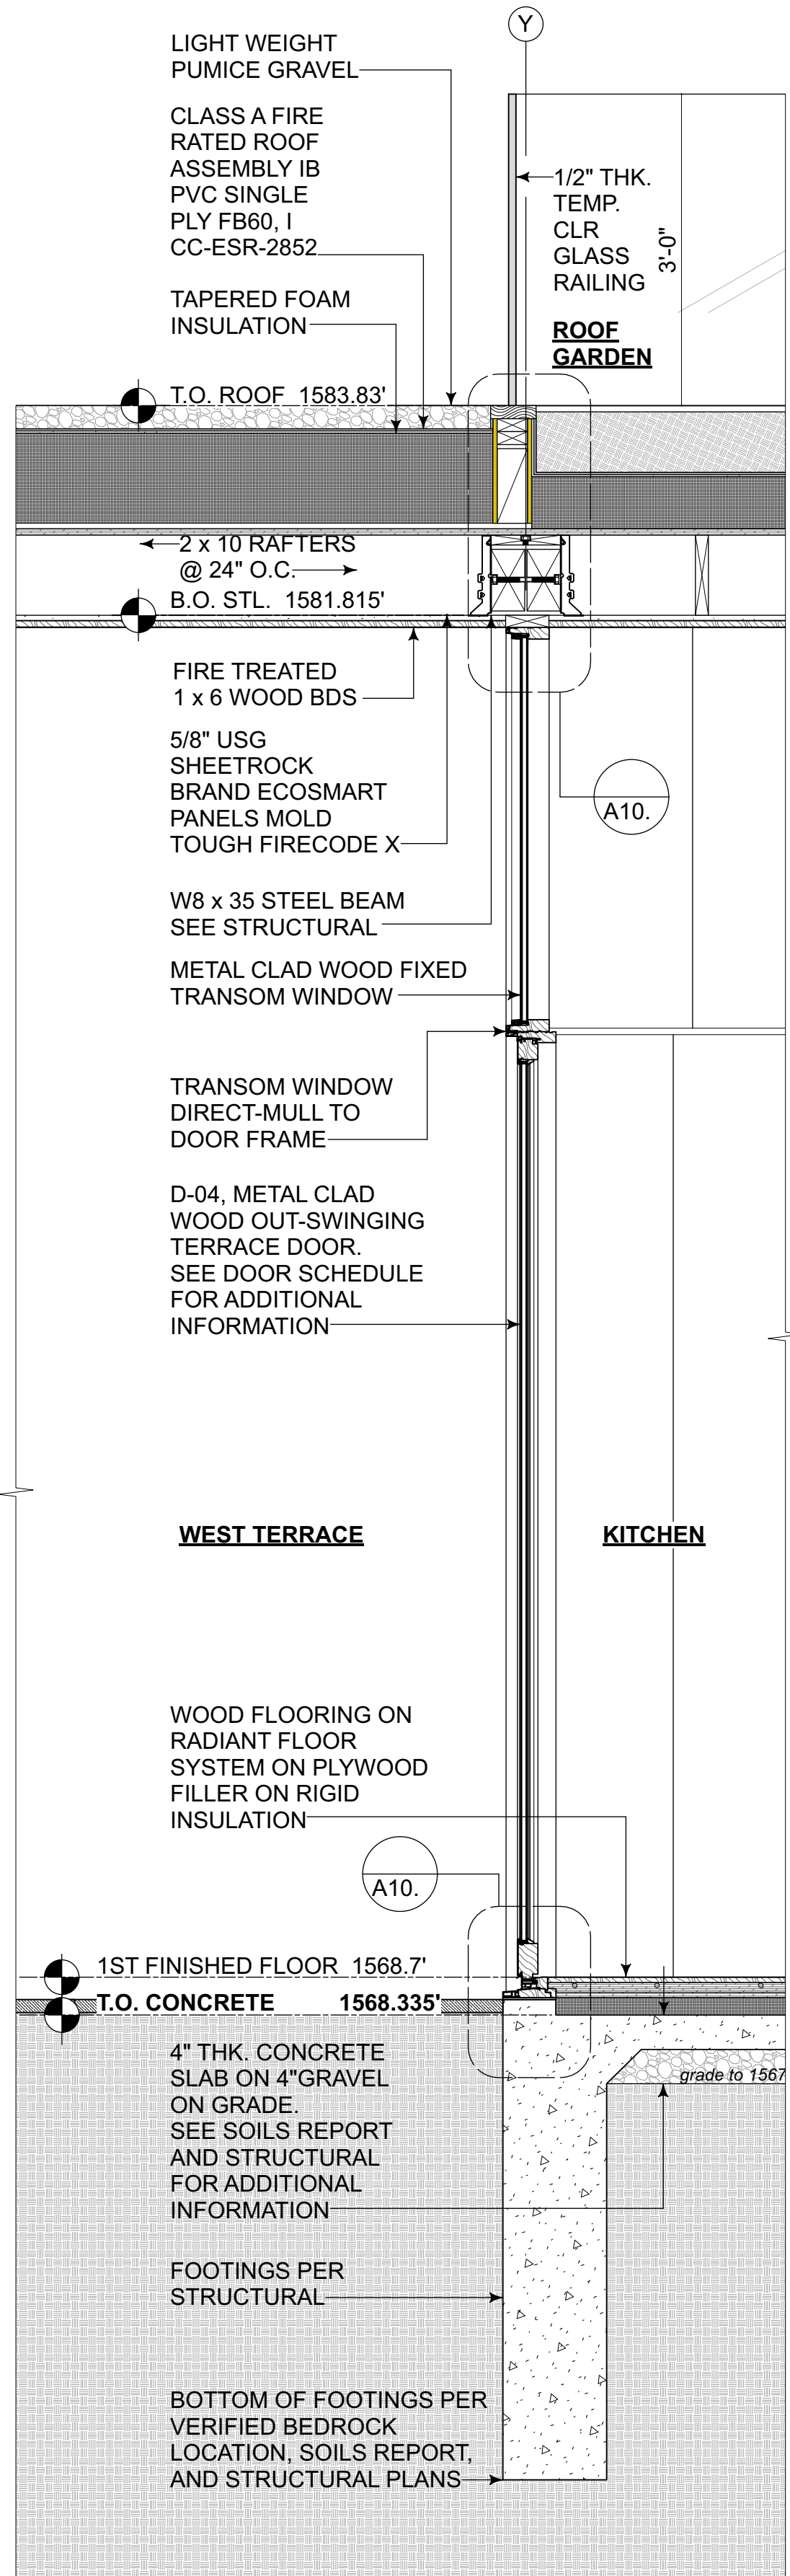 Y
LIGHT WEIGHT
PUMICE GRAVEL
CLASS A FIRE
RATED ROOF
ASSEMBLY IB
PVC SINGLE
PLY FB60, I
CC-ESR-2852
1/2" THK.
TEMP.
CLR
GLASS
RAILING
3'-0"
TAPERED FOAM
INSULATION
ROOF
GARDEN
T.O. ROOF 1583.83'
2 x 10 RAFTERS
@ 24" O.C.
B.O. STL. 1581.815'
FIRE TREATED
1 x 6 WOOD BDS
5/8" USG
SHEETROCK
BRAND ECOSMART
PANELS MOLD
TOUGH FIRECODE X
A10.
W8 x 35 STEEL BEAM
SEE STRUCTURAL
METAL CLAD WOOD FIXED
TRANSOM WINDOW
TRANSOM WINDOW
DIRECT-MULL TO
DOOR FRAME
D-04, METAL CLAD
WOOD OUT-SWINGING
TERRACE DOOR.
SEE DOOR SCHEDULE
FOR ADDITIONAL
INFORMATION
WEST TERRACE
KITCHEN
WOOD FLOORING ON
RADIANT FLOOR
SYSTEM ON PLYWOOD
FILLER ON RIGID
INSULATION
A10.
1ST FINISHED FLOOR 1568.7'
T.O. CONCRETE 1568.335'
4" THK. CONCRETE
SLAB ON 4"GRAVEL
ON GRADE.
SEE SOILS REPORT
AND STRUCTURAL
FOR ADDITIONAL
INFORMATION
grade to 1567
FOOTINGS PER
STRUCTURAL
BOTTOM OF FOOTINGS PER
VERIFIED BEDROCK
LOCATION, SOILS REPORT,
AND STRUCTURAL PLANS